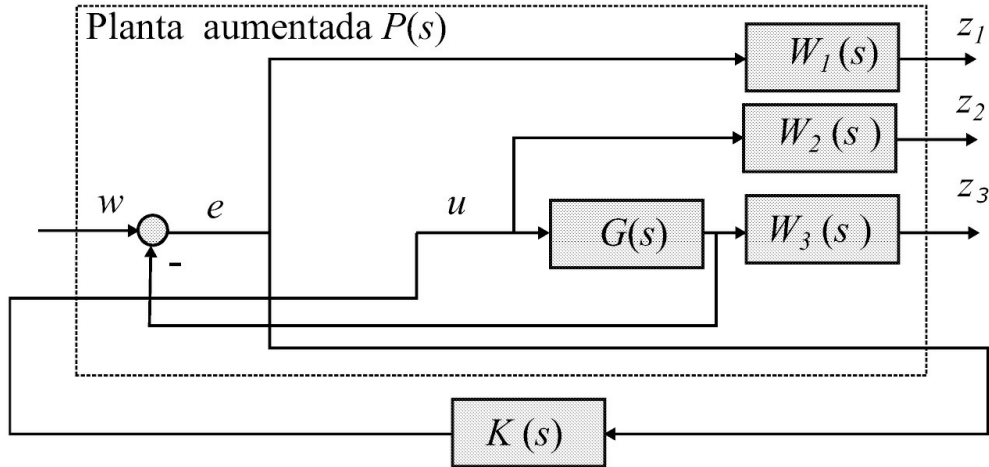 Planta aumentada P(s)
W1 (s)
z1
W2 (s )
z2
w
e
u
G(s)
W3 (s )
z3
-
K (s)